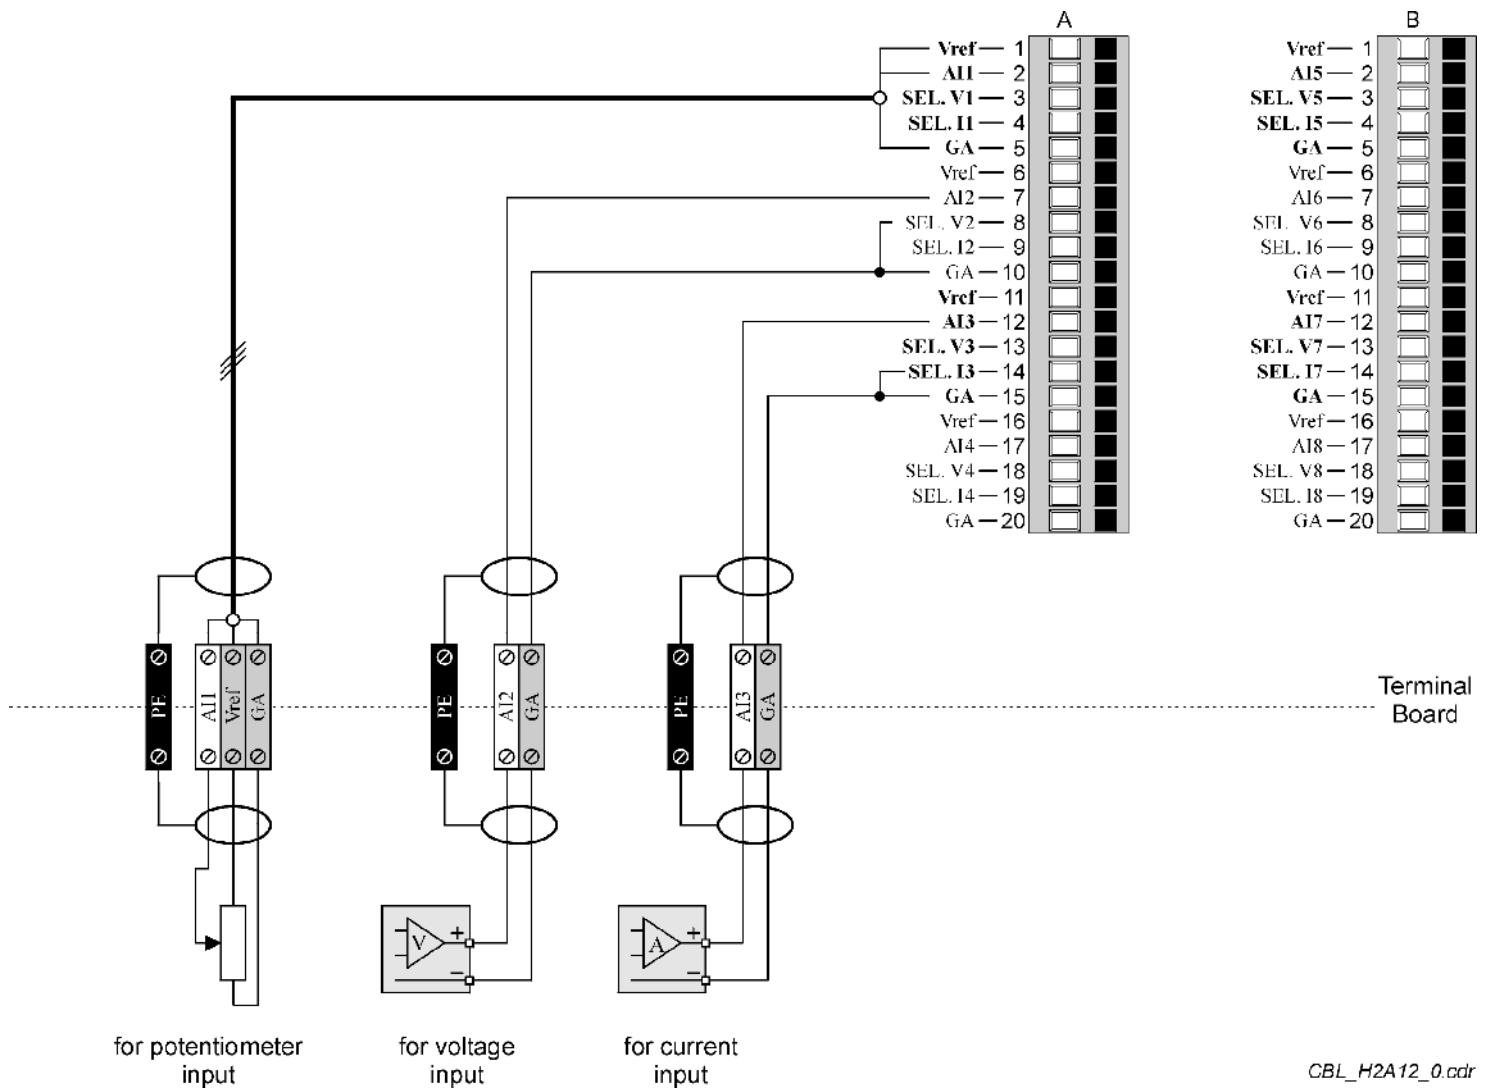 A
Vref 1
AI1 2
SEL. V1 3
SEL. I1 4
GA 5
Vref 6
AI2 7
SEL. V2 8
SEL. I2 9
GA 10
Vref 11
AI3 12
SEL. V3 13
SEL. I3 14
GA 15
Vref 16
AI4 17
SEL. V4 18
SEL. I4 19
GA 20
B
Vref 1
AI5 2
SEL. V5 3
SEL. I5 4
GA 5
Vref 6
AI6 7
SEL. V6 8
SEL. I6 9
GA 10
Vref 11
AI7 12
SEL. V7 13
SEL. I7 14
GA 15
Vref 16
AI8 17
SEL. V8 18
SEL. I8 19
GA 20
PE
AI1
Vref
GA
PE
AI2
GA
PE
AI3
GA
Terminal
Board
V + −
A + −
for potentiometer
input
for voltage
input
for current
input
CBL_H2A12_0.cdr